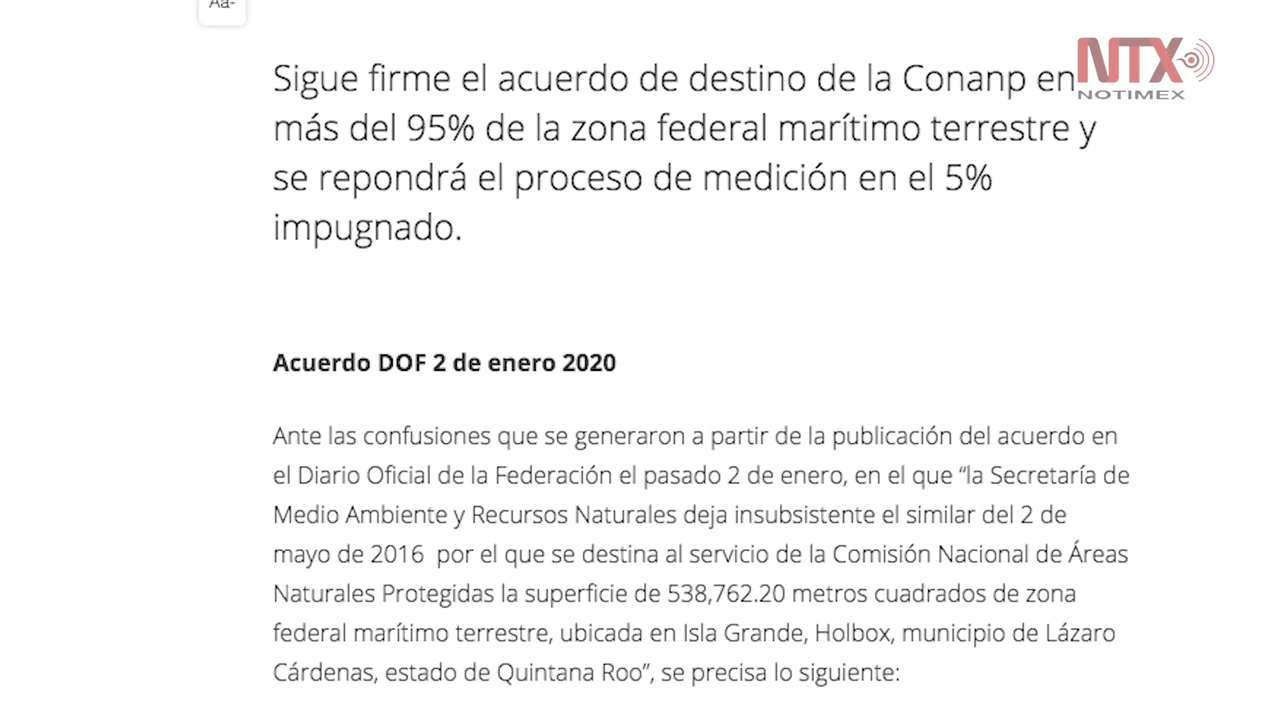 Aa-
NTX
NOTIMEX
Sigue firme el acuerdo de destino de la Conanp en
más del 95% de la zona federal marítimo terrestre y
se repondrá el proceso de medición en el 5%
impugnado.
Acuerdo DOF 2 de enero 2020
Ante las confusiones que se generaron a partir de la publicación del acuerdo en
el Diario Oficial de la Federación el pasado 2 de enero, en el que “la Secretaría de
Medio Ambiente y Recursos Naturales deja insubsistente el similar del 2 de
mayo de 2016  por el que se destina al servicio de la Comisión Nacional de Áreas
Naturales Protegidas la superficie de 538,762.20 metros cuadrados de zona
federal marítimo terrestre, ubicada en Isla Grande, Holbox, municipio de Lázaro
Cárdenas, estado de Quintana Roo”, se precisa lo siguiente: